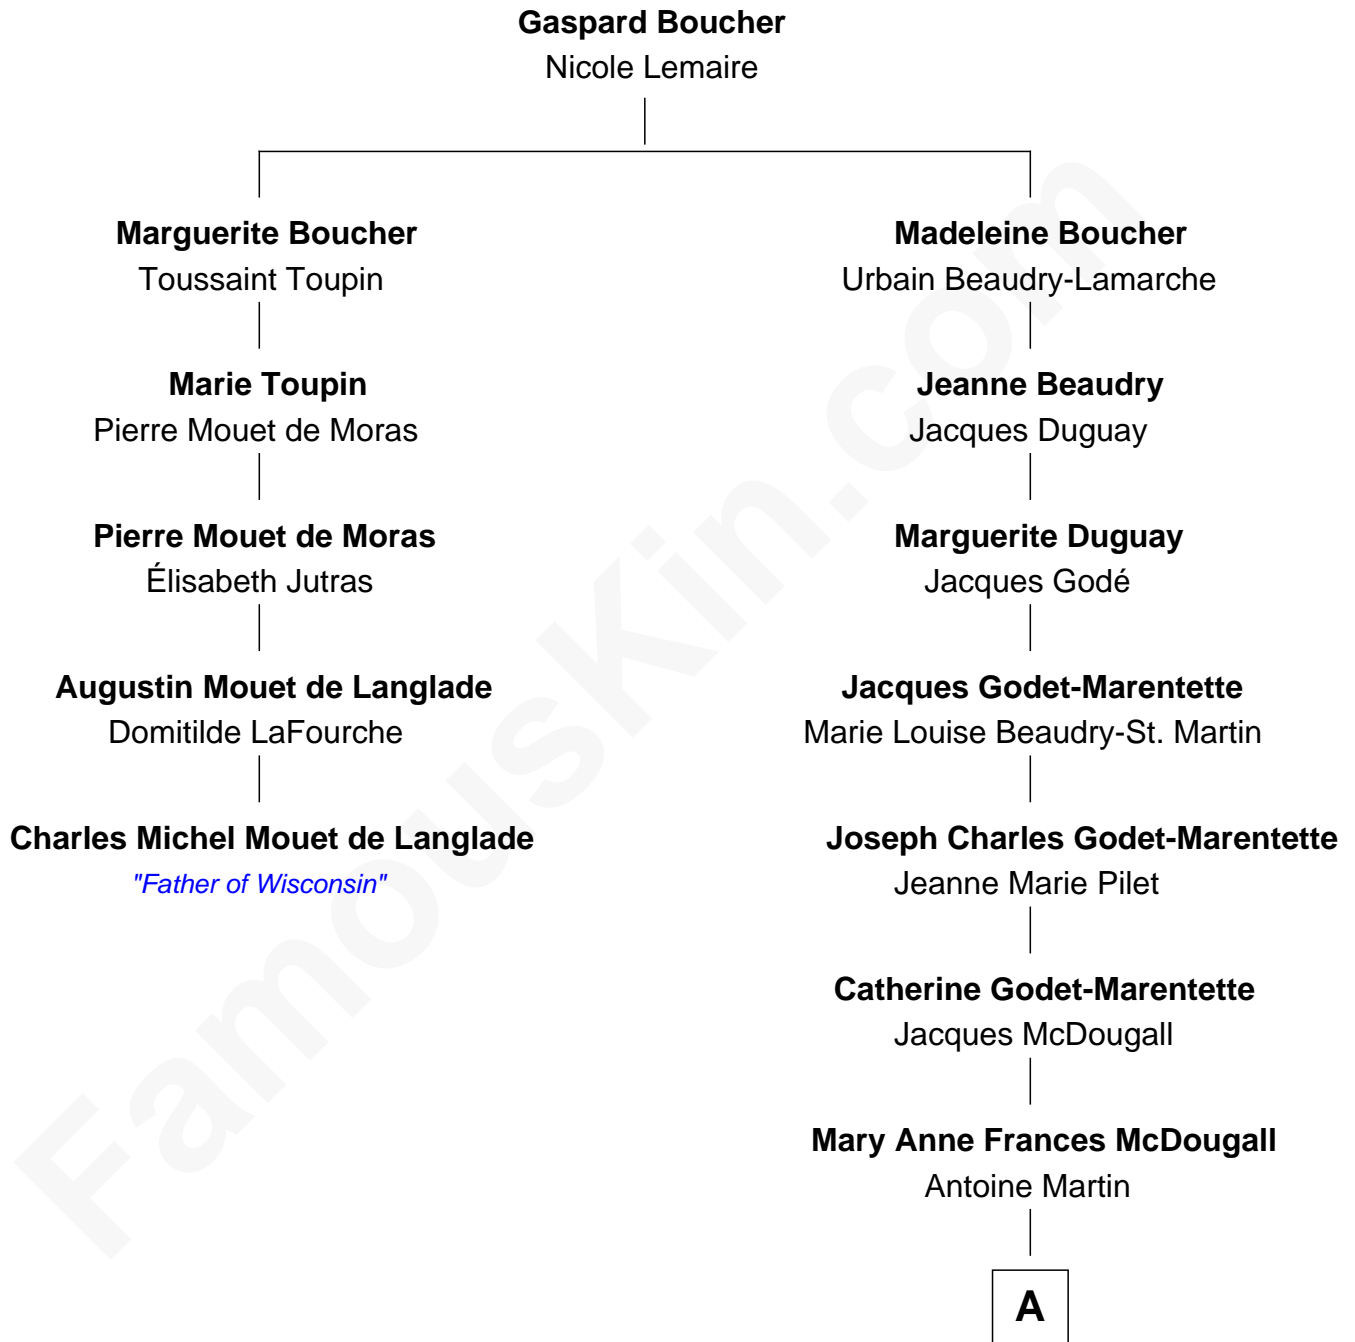 Gaspard Boucher
Nicole Lemaire
Marguerite Boucher
Toussaint Toupin
Madeleine Boucher
Urbain Beaudry-Lamarche
Marie Toupin
Pierre Mouet de Moras
Jeanne Beaudry
Jacques Duguay
Pierre Mouet de Moras
Élisabeth Jutras
Marguerite Duguay
Jacques Godé
Augustin Mouet de Langlade
Domitilde LaFourche
Jacques Godet-Marentette
Marie Louise Beaudry-St. Martin
Charles Michel Mouet de Langlade
"Father of Wisconsin"
Joseph Charles Godet-Marentette
Jeanne Marie Pilet
Catherine Godet-Marentette
Jacques McDougall
Mary Anne Frances McDougall
Antoine Martin
A
FamousKin.com